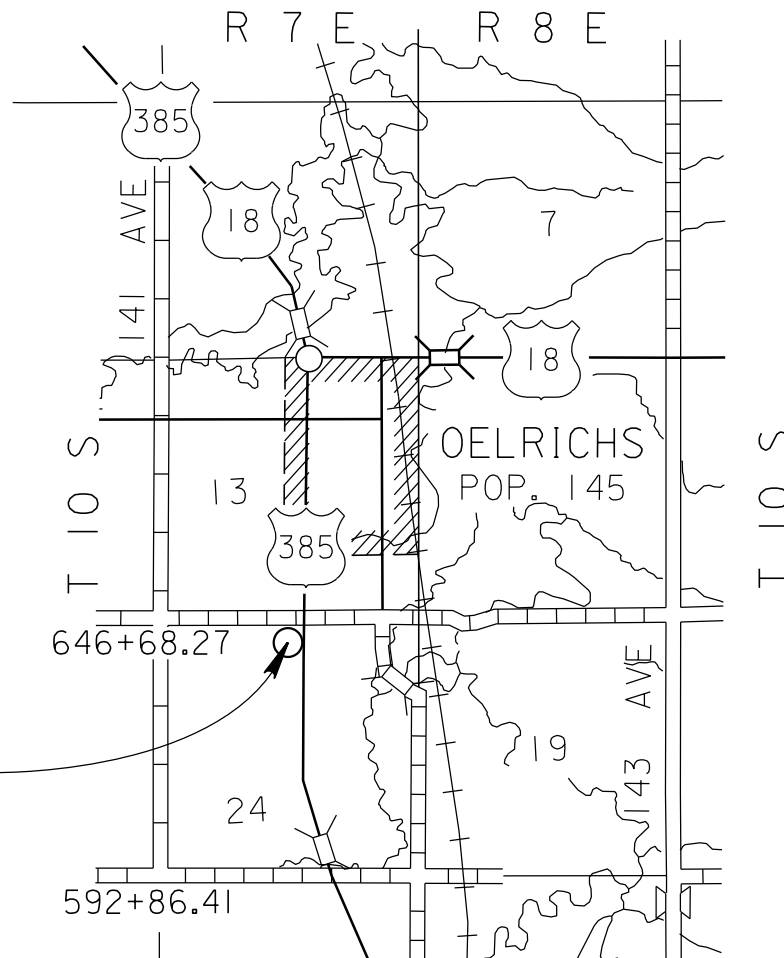 R 7 E
R 8 E
385
141 AVE
18
7
18
T 10 S
OELRICHS
POP. 145
13
T 10 S
385
646+68.27
143 AVE
19
24
592+86.41